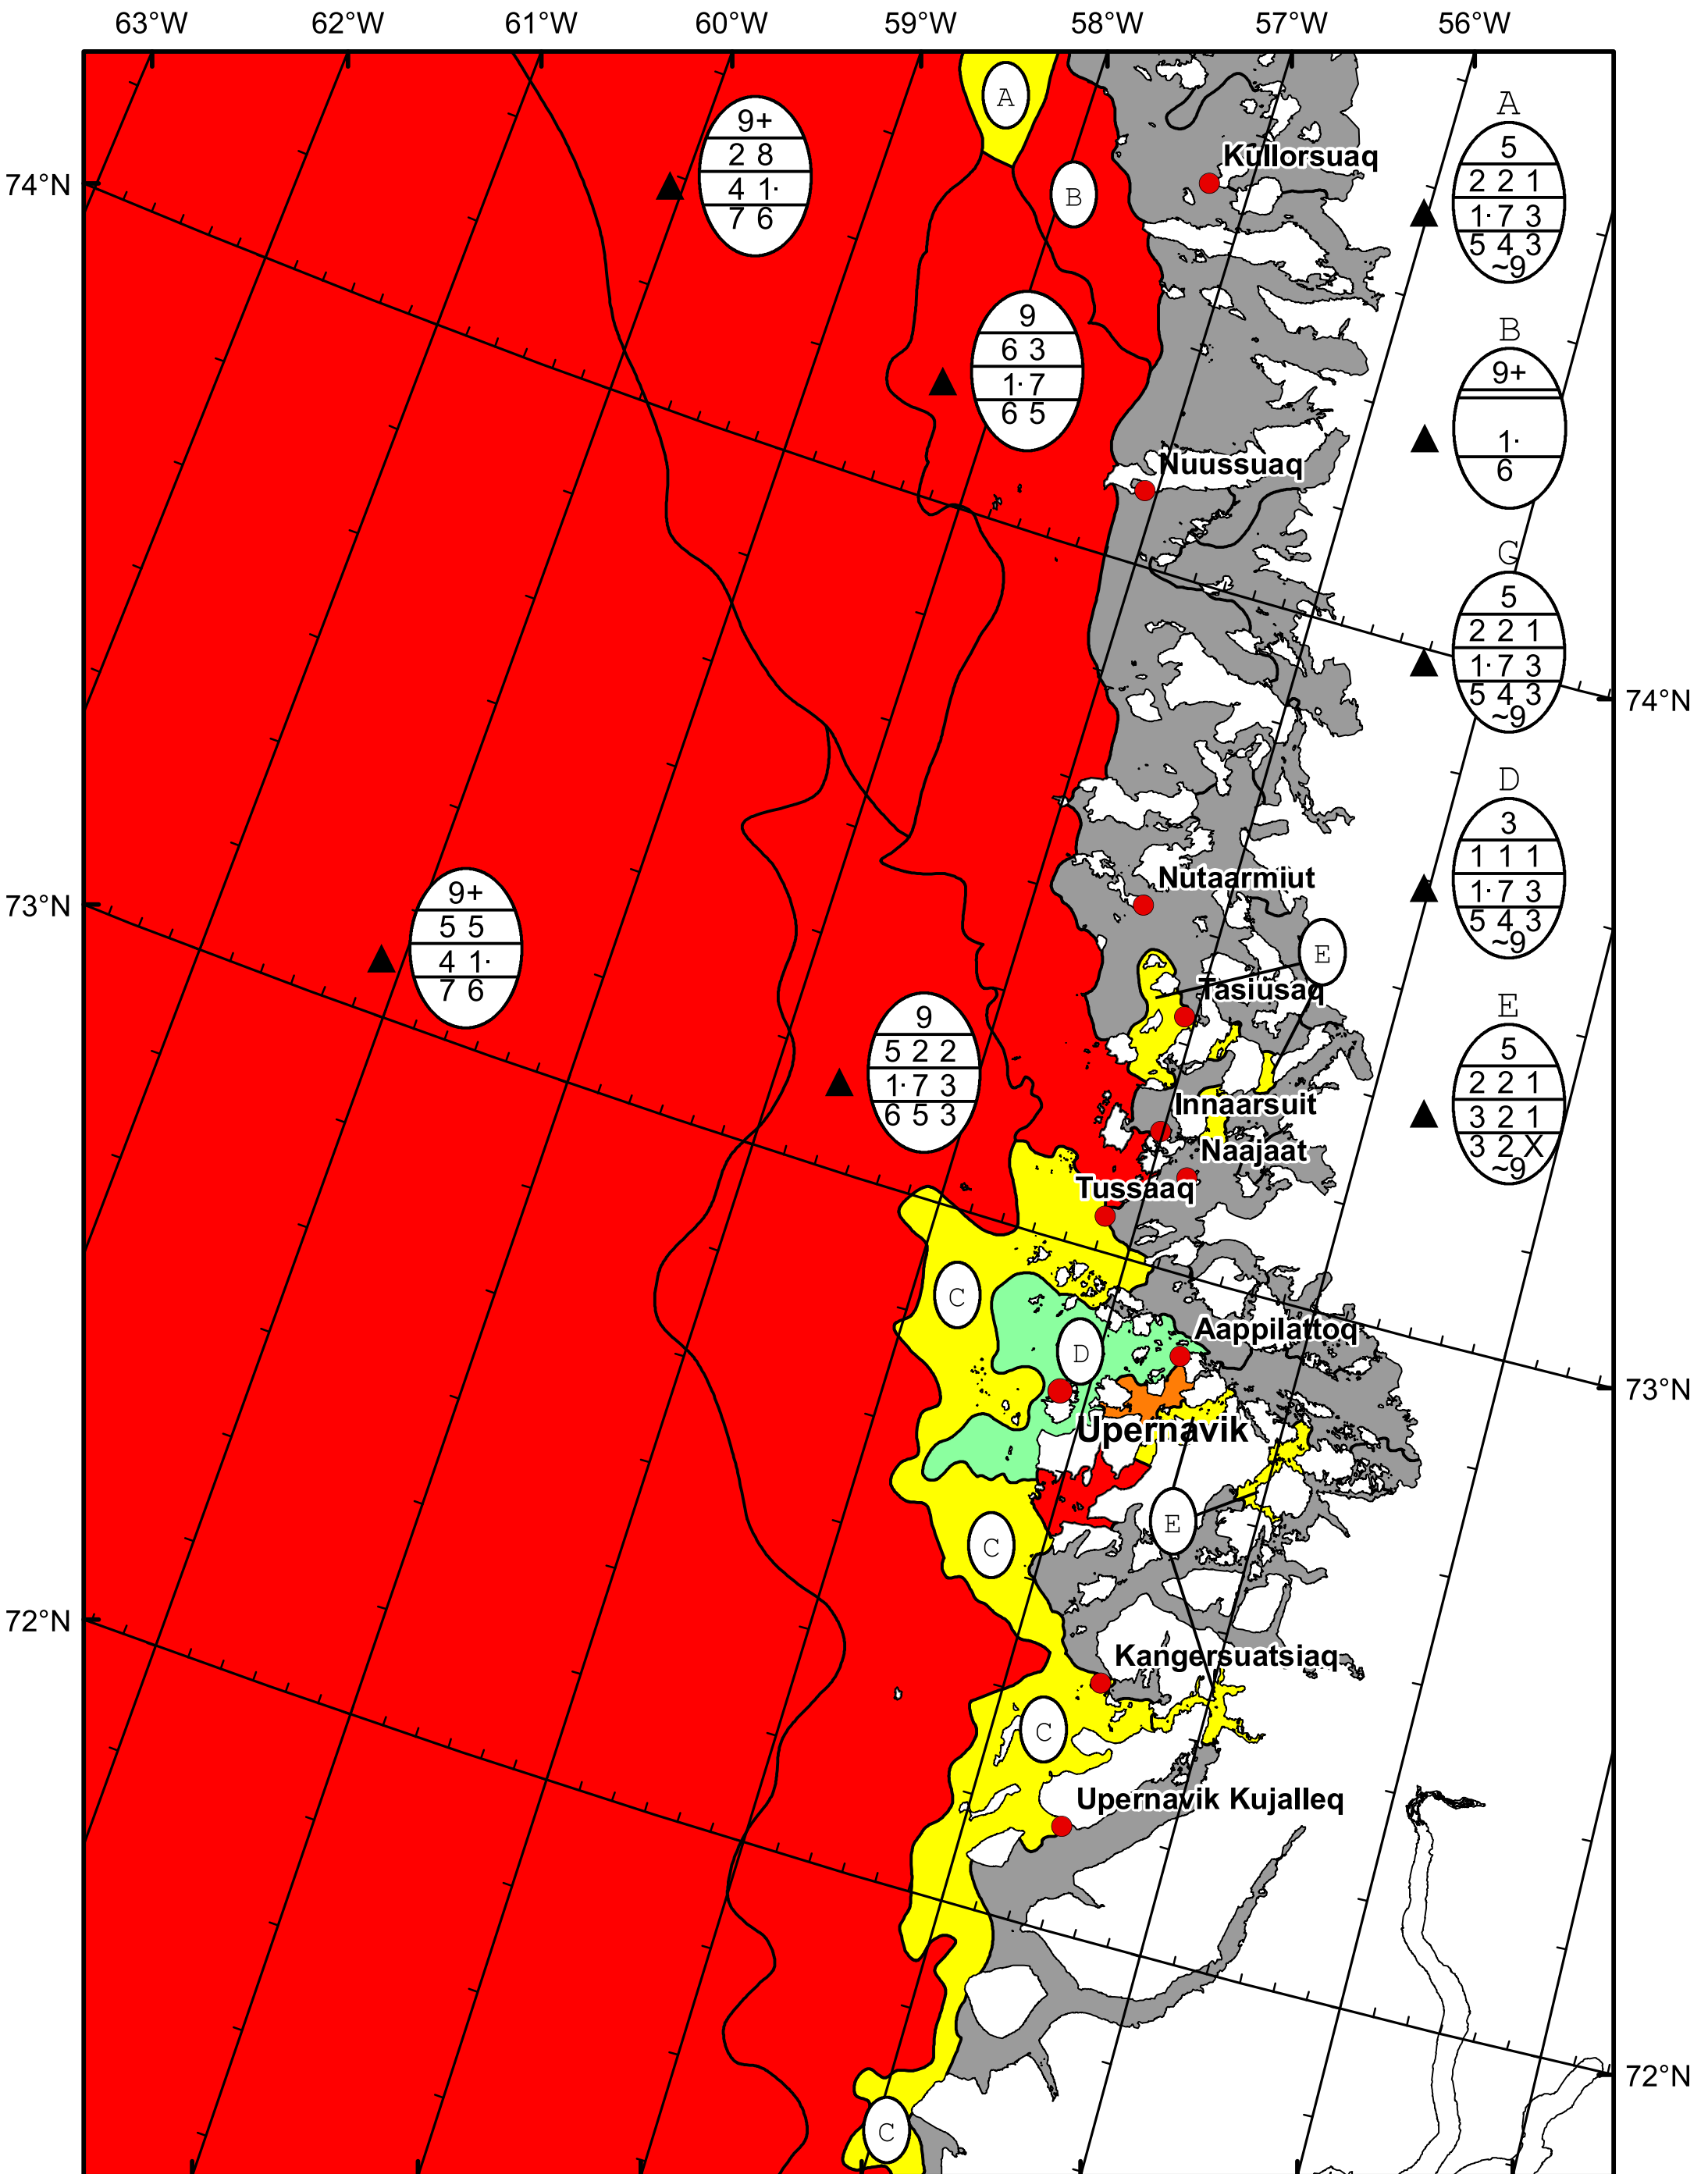 63°W 62°W 61°W 60°W 59°W 58°W 57°W 56°W
A
9+
2 8
4 1·
7 6
A
5
2 2 1
1·7 3
5 4 3
~9
Kullorsuaq
74°N
B
9
6 3
1·7
6 5
B
9+
1·
6
Nuussuaq
C
5
2 2 1
1·7 3
5 4 3
~9
74°N
D
3
1 1 1
1·7 3
5 4 3
~9
Nutaarmiut
73°N
9+
5 5
4 1·
7 6
E
Tasiusaq
9
5 2 2
1·7 3
6 5 3
E
5
2 2 1
3 2 1
3 2 X
~9
Innaarsuit
Naajaat
Tussaaq
C
D
Aappilattoq
73°N
Upernavik
C
E
72°N
Kangersuatsiaq
C
Upernavik Kujalleq
72°N
C